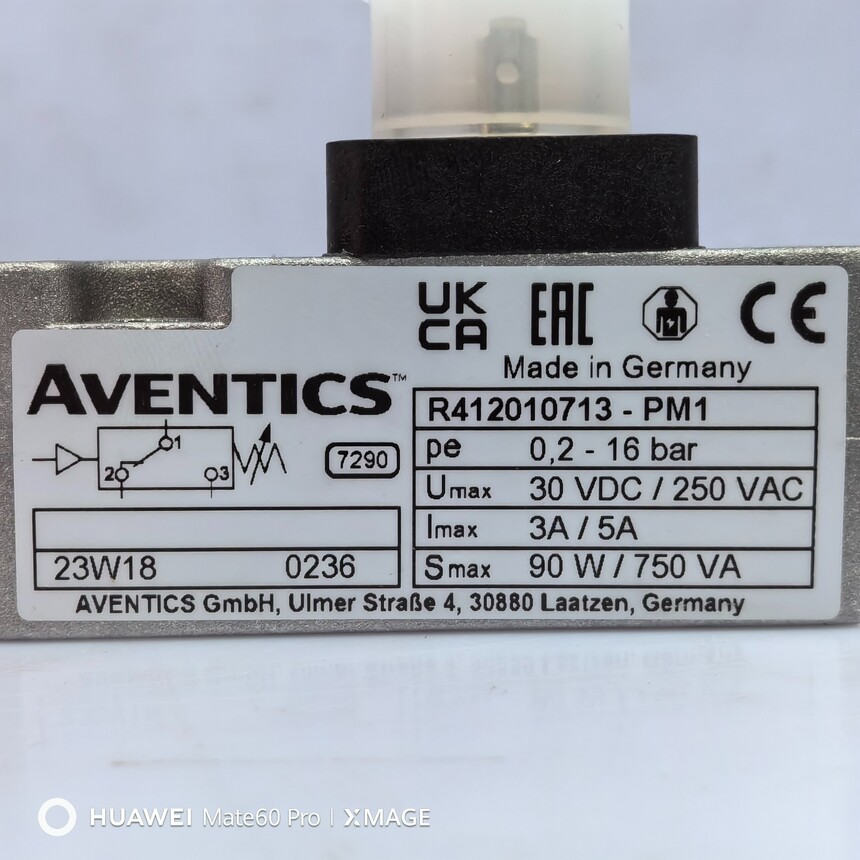 UK
CA
EAC
CE
Made in Germany
AVENTICS™
1
2
3
7290
R412010713 - PM1
pe 0,2 - 16 bar
Umax 30 VDC / 250 VAC
Imax 3A / 5A
Smax 90 W / 750 VA
23W18 0236
AVENTICS GmbH, Ulmer Straße 4, 30880 Laatzen, Germany
HUAWEI Mate60 Pro | XMAGE